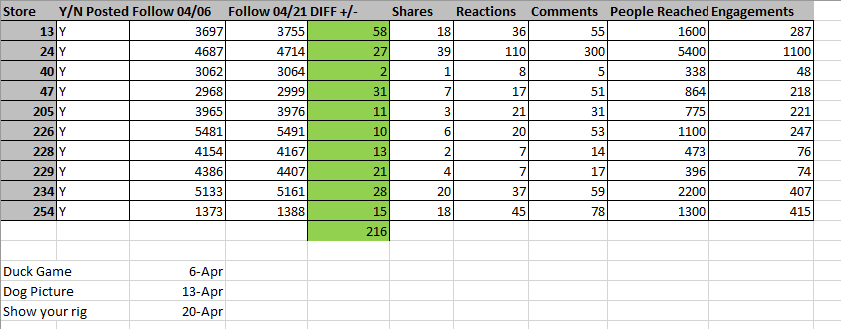 Store Y/N Posted Follow 04/06 Follow 04/21 DIFF +/- Shares Reactions Comments People Reached Engagements
13 Y 3697 3755 58 18 36 55 1600 287
24 Y 4687 4714 27 39 110 300 5400 1100
40 Y 3062 3064 2 1 8 5 338 48
47 Y 2968 2999 31 7 17 51 864 218
205 Y 3965 3976 11 3 21 31 775 221
226 Y 5481 5491 10 6 20 53 1100 247
228 Y 4154 4167 13 2 7 14 473 76
229 Y 4386 4407 21 4 7 17 396 74
234 Y 5133 5161 28 20 37 59 2200 407
254 Y 1373 1388 15 18 45 78 1300 415
216
Duck Game 6-Apr
Dog Picture 13-Apr
Show your rig 20-Apr